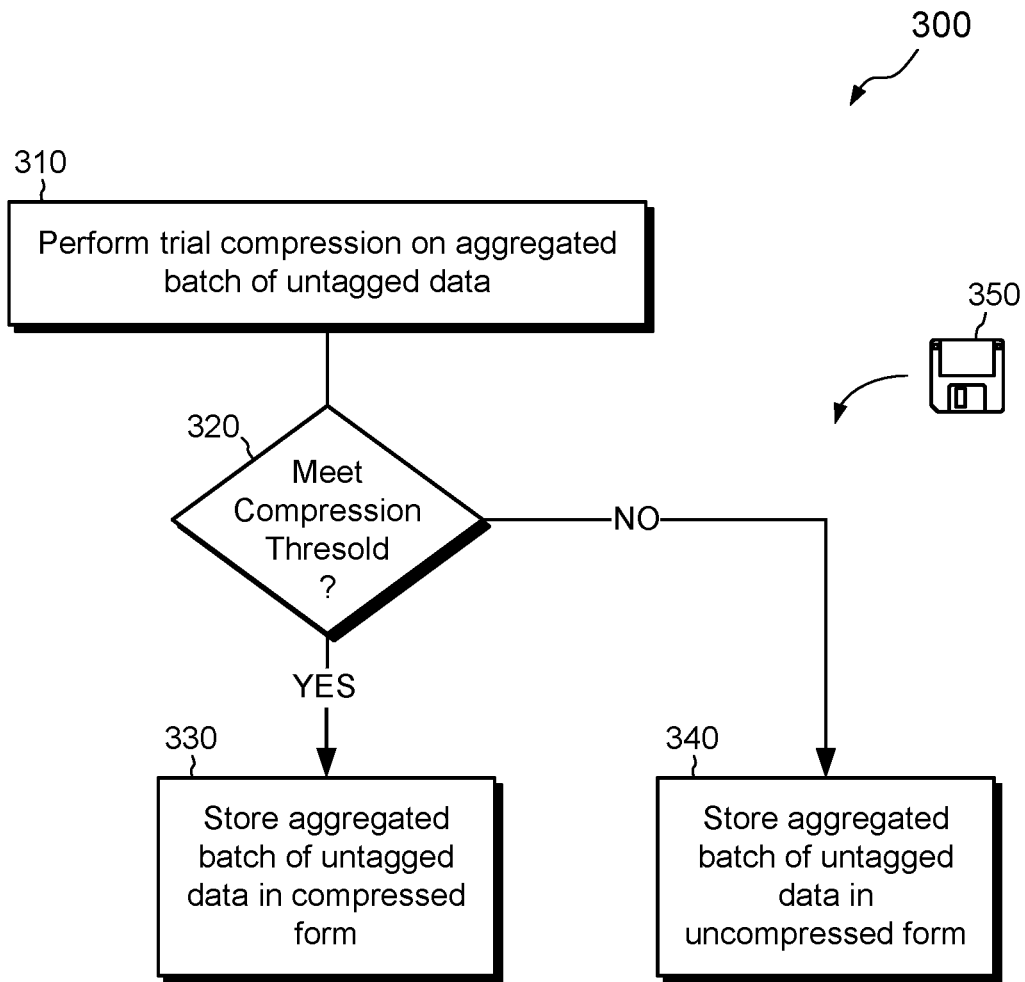 300
310
Perform trial compression on aggregated
batch of untagged data
350
320
Meet
Compression
Thresold
?
NO
YES
330
Store aggregated
batch of untagged
data in compressed
form
340
Store aggregated
batch of untagged
data in
uncompressed form